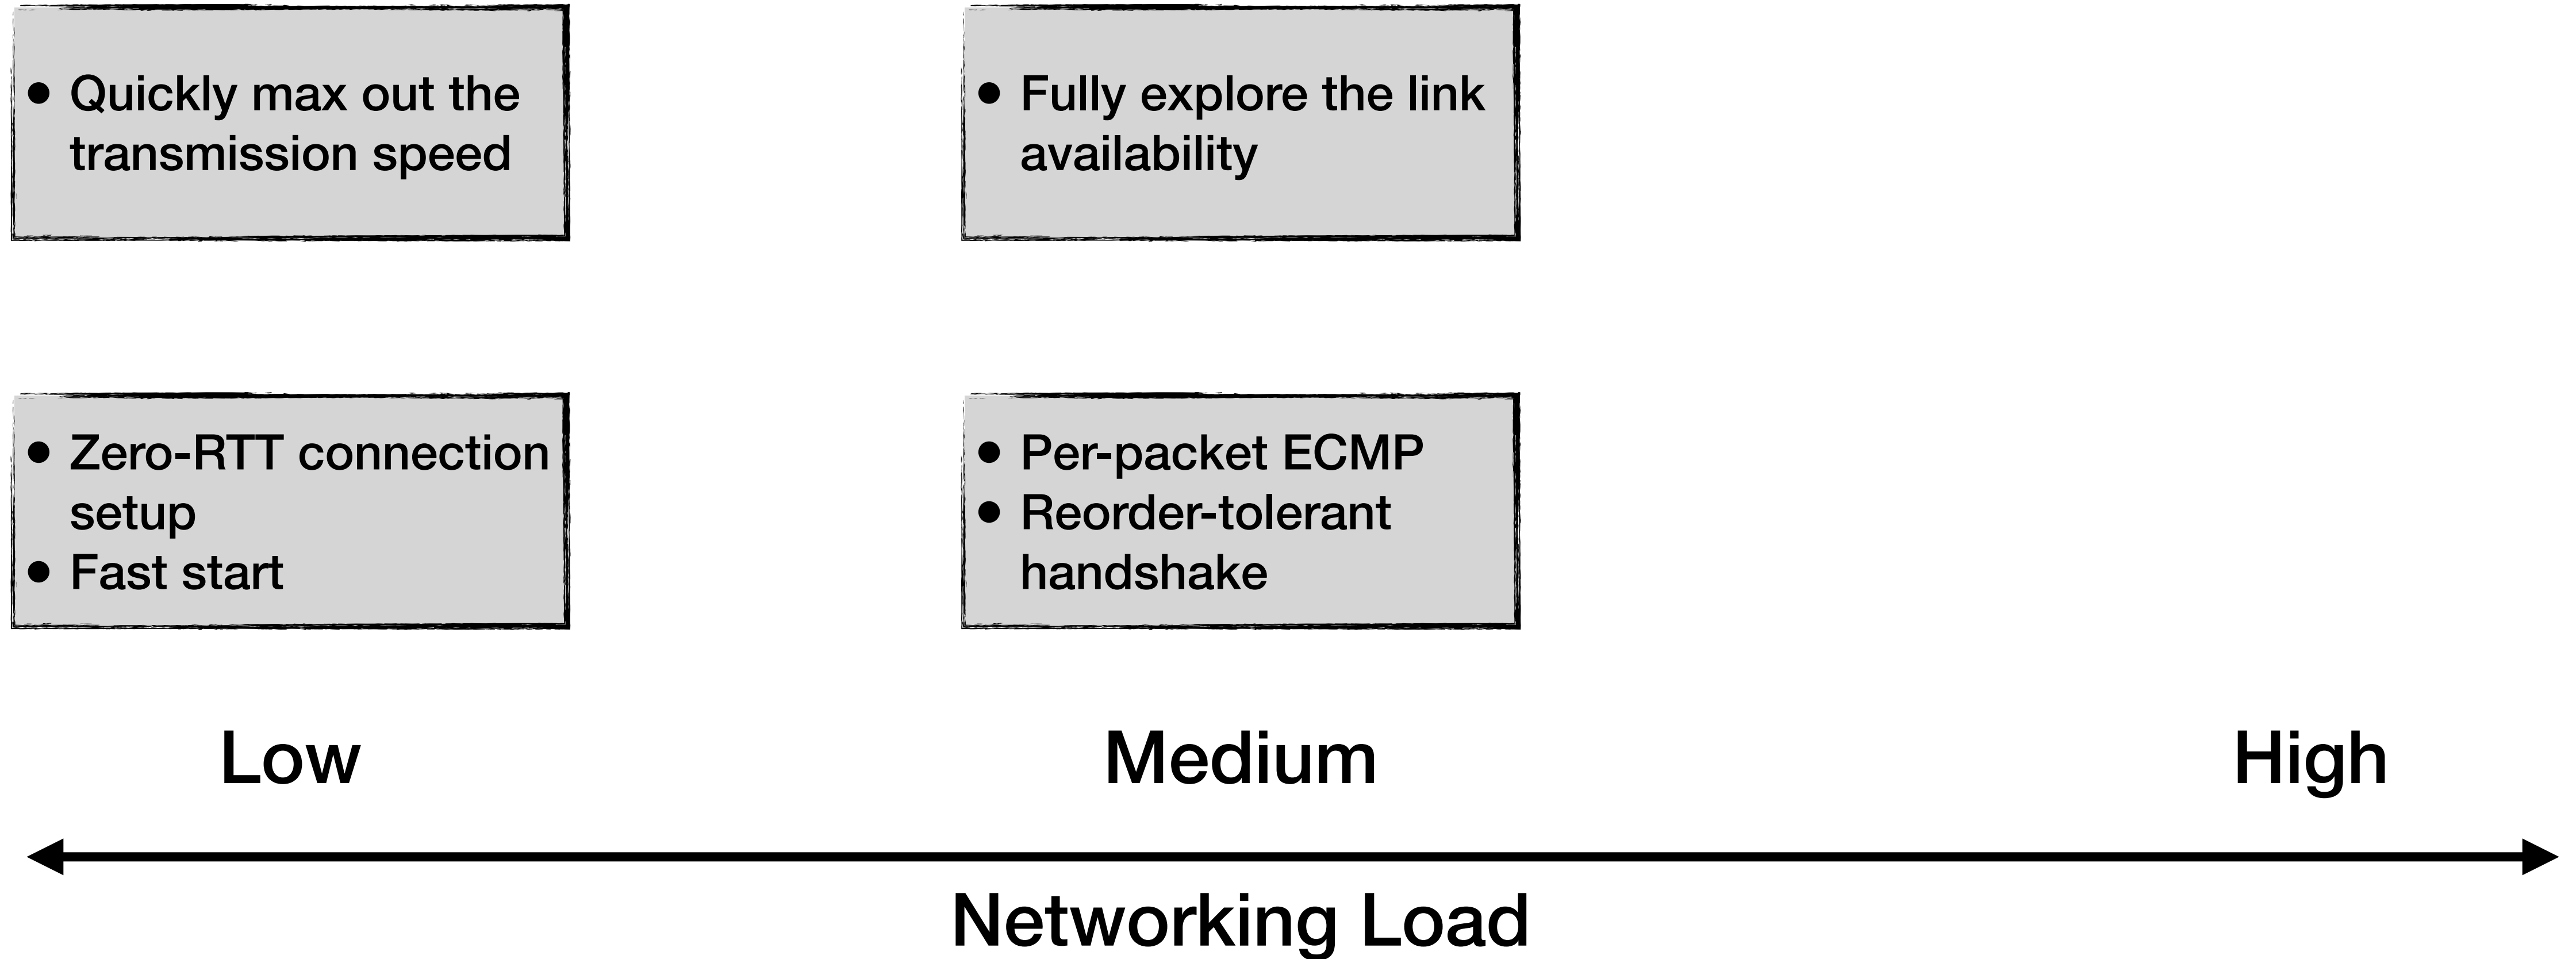 • Quickly max out the
transmission speed
• Fully explore the link
availability
• Zero-RTT connection
setup
• Fast start
• Per-packet ECMP
• Reorder-tolerant
handshake
Low
Medium
High
Networking Load